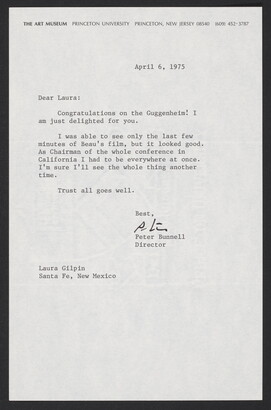 THE ART MUSEUM PRINCETON UNIVERSITY PRINCETON, NEW JERSEY 08540 (609) 452-3787
April 6, 1975
Dear Laura:
Congratulations on the Guggenheim! I
am just delighted for you.
I was able to see only the last few
minutes of Beau's film, but it looked good.
As Chairman of the whole conference in
California I had to be everywhere at once.
I'm sure I'll see the whole thing another
time.
Trust all goes well.
Best,
Peter Bunnell
Director
Laura Gilpin
Santa Fe, New Mexico